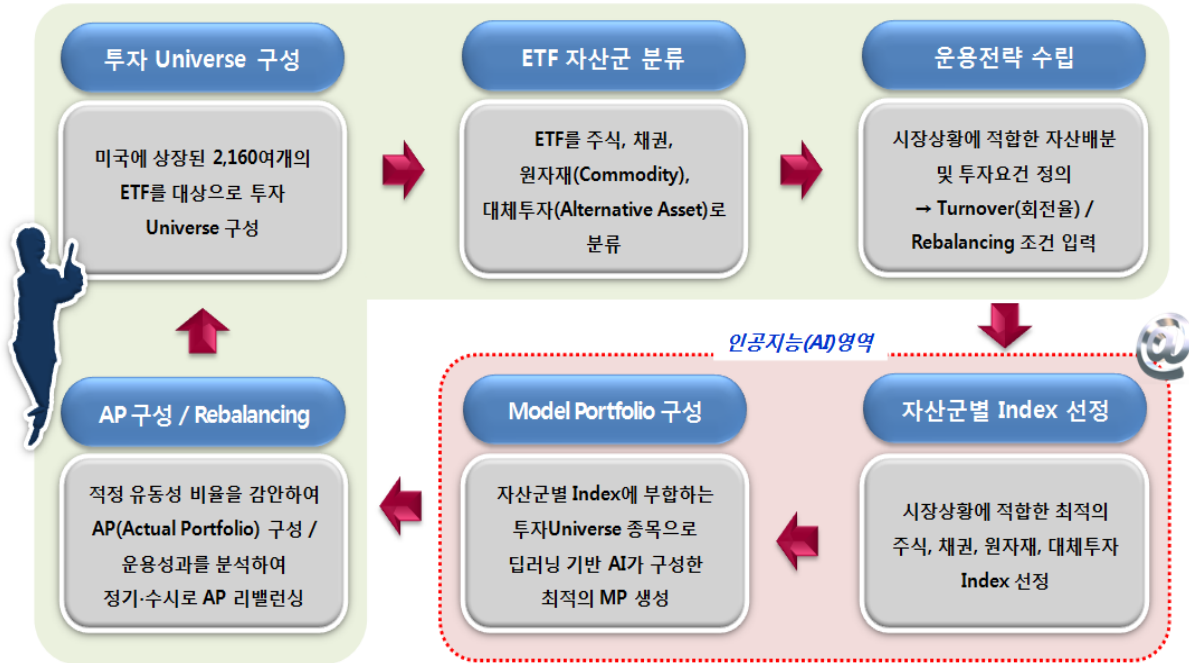 투자 Universe 구성
미국에 상장된 2,160여개의
ETF를 대상으로 투자
Universe 구성
ETF 자산군 분류
ETF를 주식, 채권,
원자재(Commodity),
대체투자(Alternative Asset)로
분류
운용전략 수립
시장상황에 적합한 자산배분
및 투자요건 정의
→ Turnover(회전율) /
Rebalancing 조건 입력
인공지능(AI)영역
@
자산군별 Index 선정
시장상황에 적합한 최적의
주식, 채권, 원자재, 대체투자
Index 선정
Model Portfolio 구성
자산군별 Index에 부합하는
투자Universe 종목으로
딥러닝 기반 AI가 구성한
최적의 MP 생성
AP 구성 / Rebalancing
적정 유동성 비율을 감안하여
AP(Actual Portfolio) 구성 /
운용성과를 분석하여
정기·수시로 AP 리밸런싱